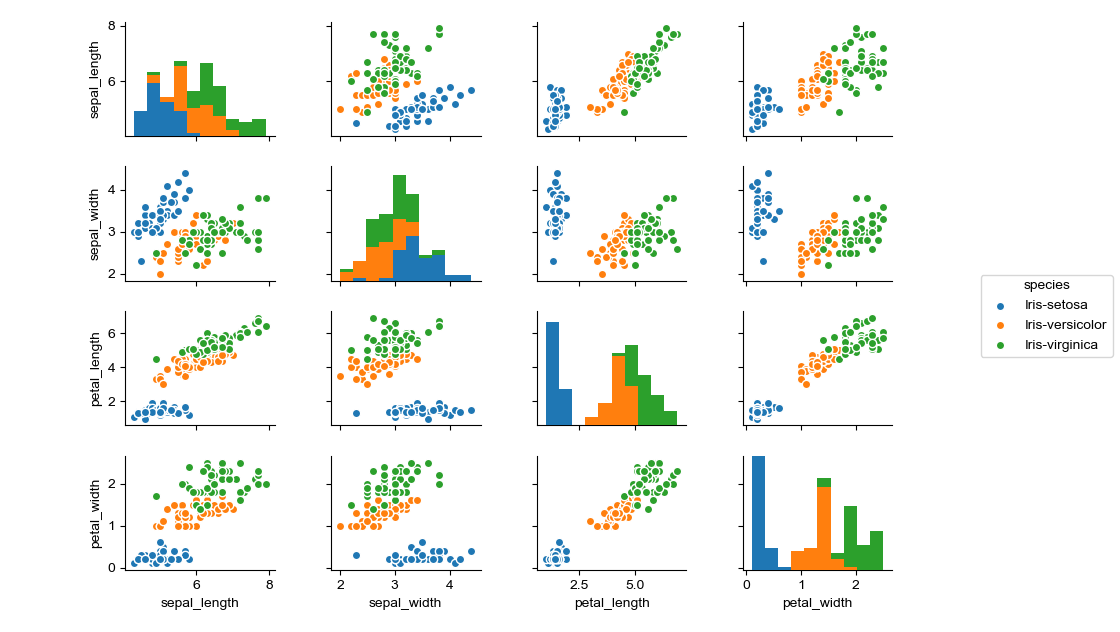 8
6
sepal_length
4
3
2
sepal_width
species
Iris-setosa
Iris-versicolor
Iris-virginica
6
4
2
petal_length
2
1
0
petal_width
6 8
2 3 4
2.5 5.0
0 1 2
sepal_length
sepal_width
petal_length
petal_width